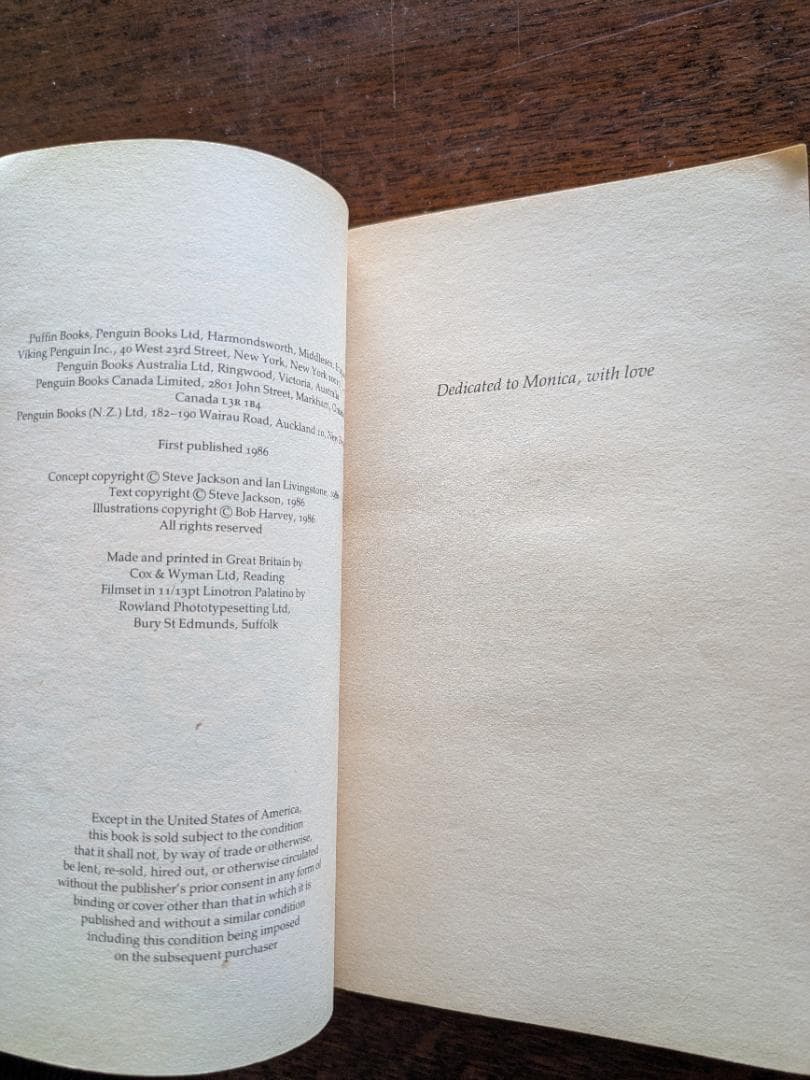 Puffin Books, Penguin Books Ltd, Harmondsworth, Middlesex,
Viking Penguin Inc., 40 West 23rd Street, New York, New York
Penguin Books Australia Ltd, Ringwood, Victoria, Australia
Penguin Books Canada Limited, 2801 John Street, Markham,
Canada L3R 1B4
Penguin Books (N.Z.) Ltd, 182–190 Wairau Road, Auckland 10,
First published 1986
Concept copyright © Steve Jackson and Ian Livingstone,
Text copyright © Steve Jackson, 1986
Illustrations copyright © Bob Harvey, 1986
All rights reserved
Made and printed in Great Britain by
Cox & Wyman Ltd, Reading
Filmset in 11/13pt Linotron Palatino by
Rowland Phototypesetting Ltd,
Bury St Edmunds, Suffolk
Except in the United States of America,
this book is sold subject to the condition
that it shall not, by way of trade or otherwise,
be lent, re-sold, hired out, or otherwise circulated
without the publisher's prior consent in any form of
binding or cover other than that in which it is
published and without a similar condition
including this condition being imposed
on the subsequent purchaser
Dedicated to Monica, with love